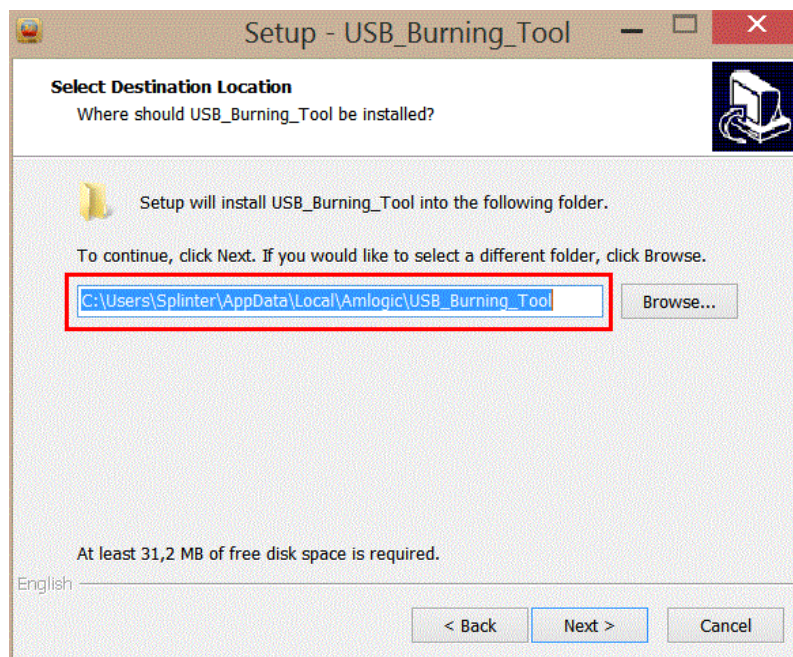 Setup - USB_Burning_Tool
Select Destination Location
Where should USB_Burning_Tool be installed?
Setup will install USB_Burning_Tool into the following folder.
To continue, click Next. If you would like to select a different folder, click Browse.
C:\Users\Splinter\AppData\Local\Amlogic\USB_Burning_Tool
Browse...
At least 31,2 MB of free disk space is required.
English
< Back
Next >
Cancel